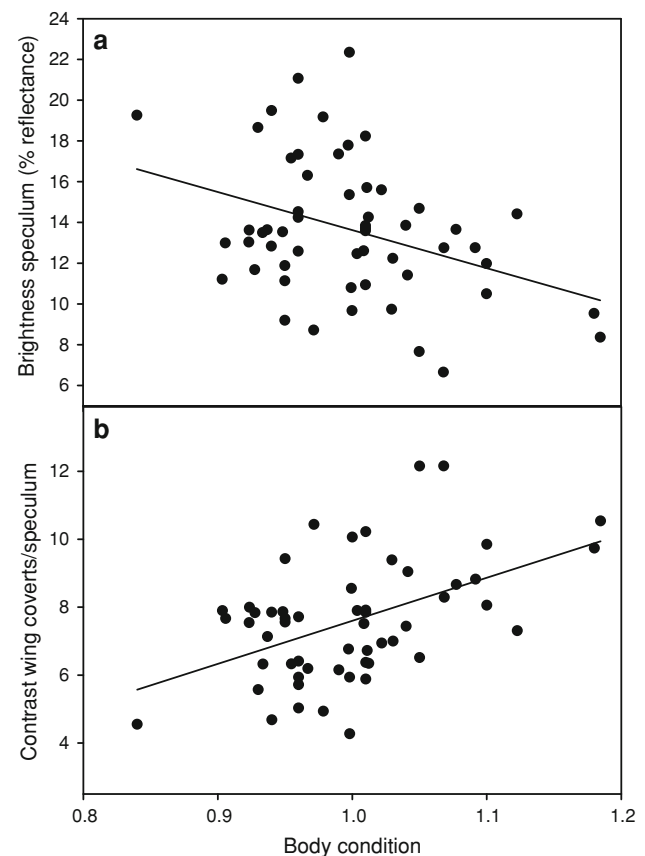 a
Brightness speculum (% reflectance)
24
22
20
18
16
14
12
10
8
6
b
Contrast wing coverts/speculum
12
10
8
6
4
0.8 0.9 1.0 1.1 1.2
Body condition